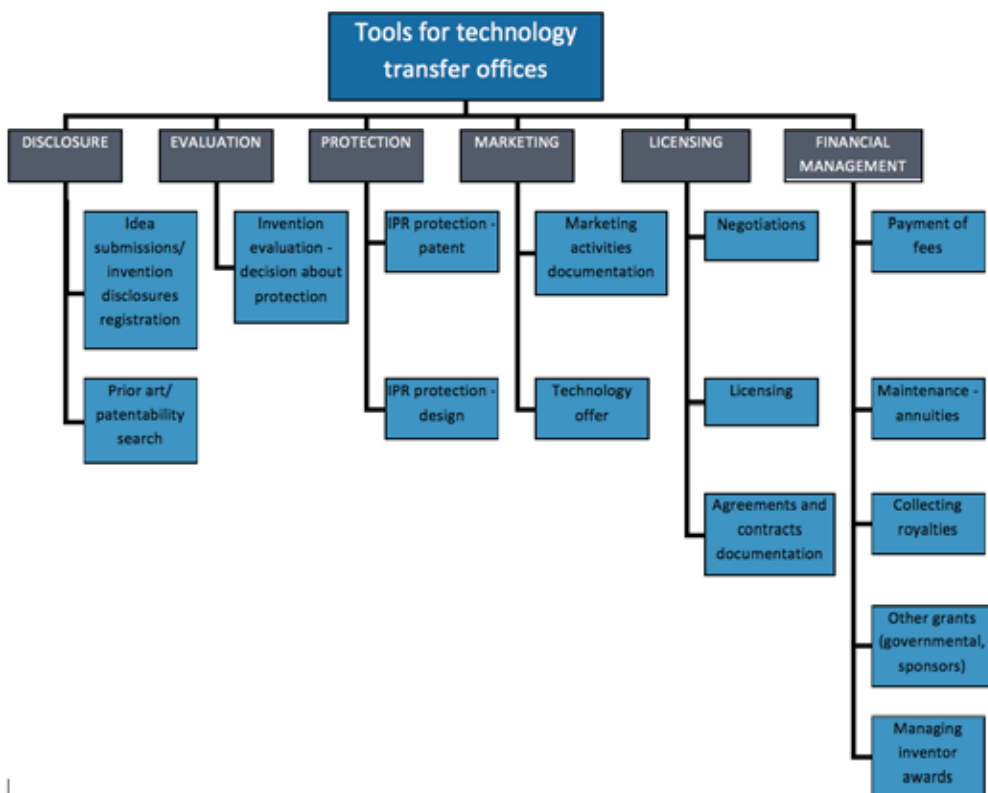 Tools for technology
transfer offices
DISCLOSURE
EVALUATION
PROTECTION
MARKETING
LICENSING
FINANCIAL
MANAGEMENT
Idea
submissions/
invention
disclosures
registration
Prior art/
patentability
search
Invention
evaluation -
decision about
protection
IPR protection -
patent
IPR protection -
design
Marketing
activities
documentation
Technology
offer
Negotiations
Licensing
Agreements and
contracts
documentation
Payment of
fees
Maintenance -
annuities
Collecting
royalties
Other grants
(governmental,
sponsors)
Managing
inventor
awards